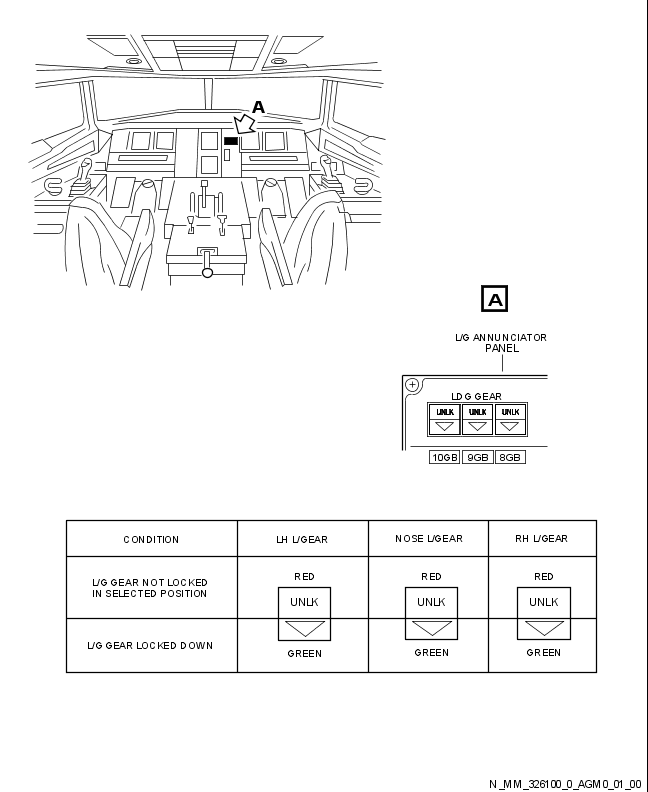 A
A
L/G ANNUNCIATOR
PANEL
LDG GEAR
UNLK UNLK UNLK
10GB 9GB 8GB
CONDITION LH L/GEAR NOSE L/GEAR RH L/GEAR
RED RED RED
L/G GEAR NOT LOCKED
IN SELECTED POSITION
UNLK UNLK UNLK
L/G GEAR LOCKED DOWN
GREEN GREEN GREEN
N_MM_326100_0_AGM0_01_00